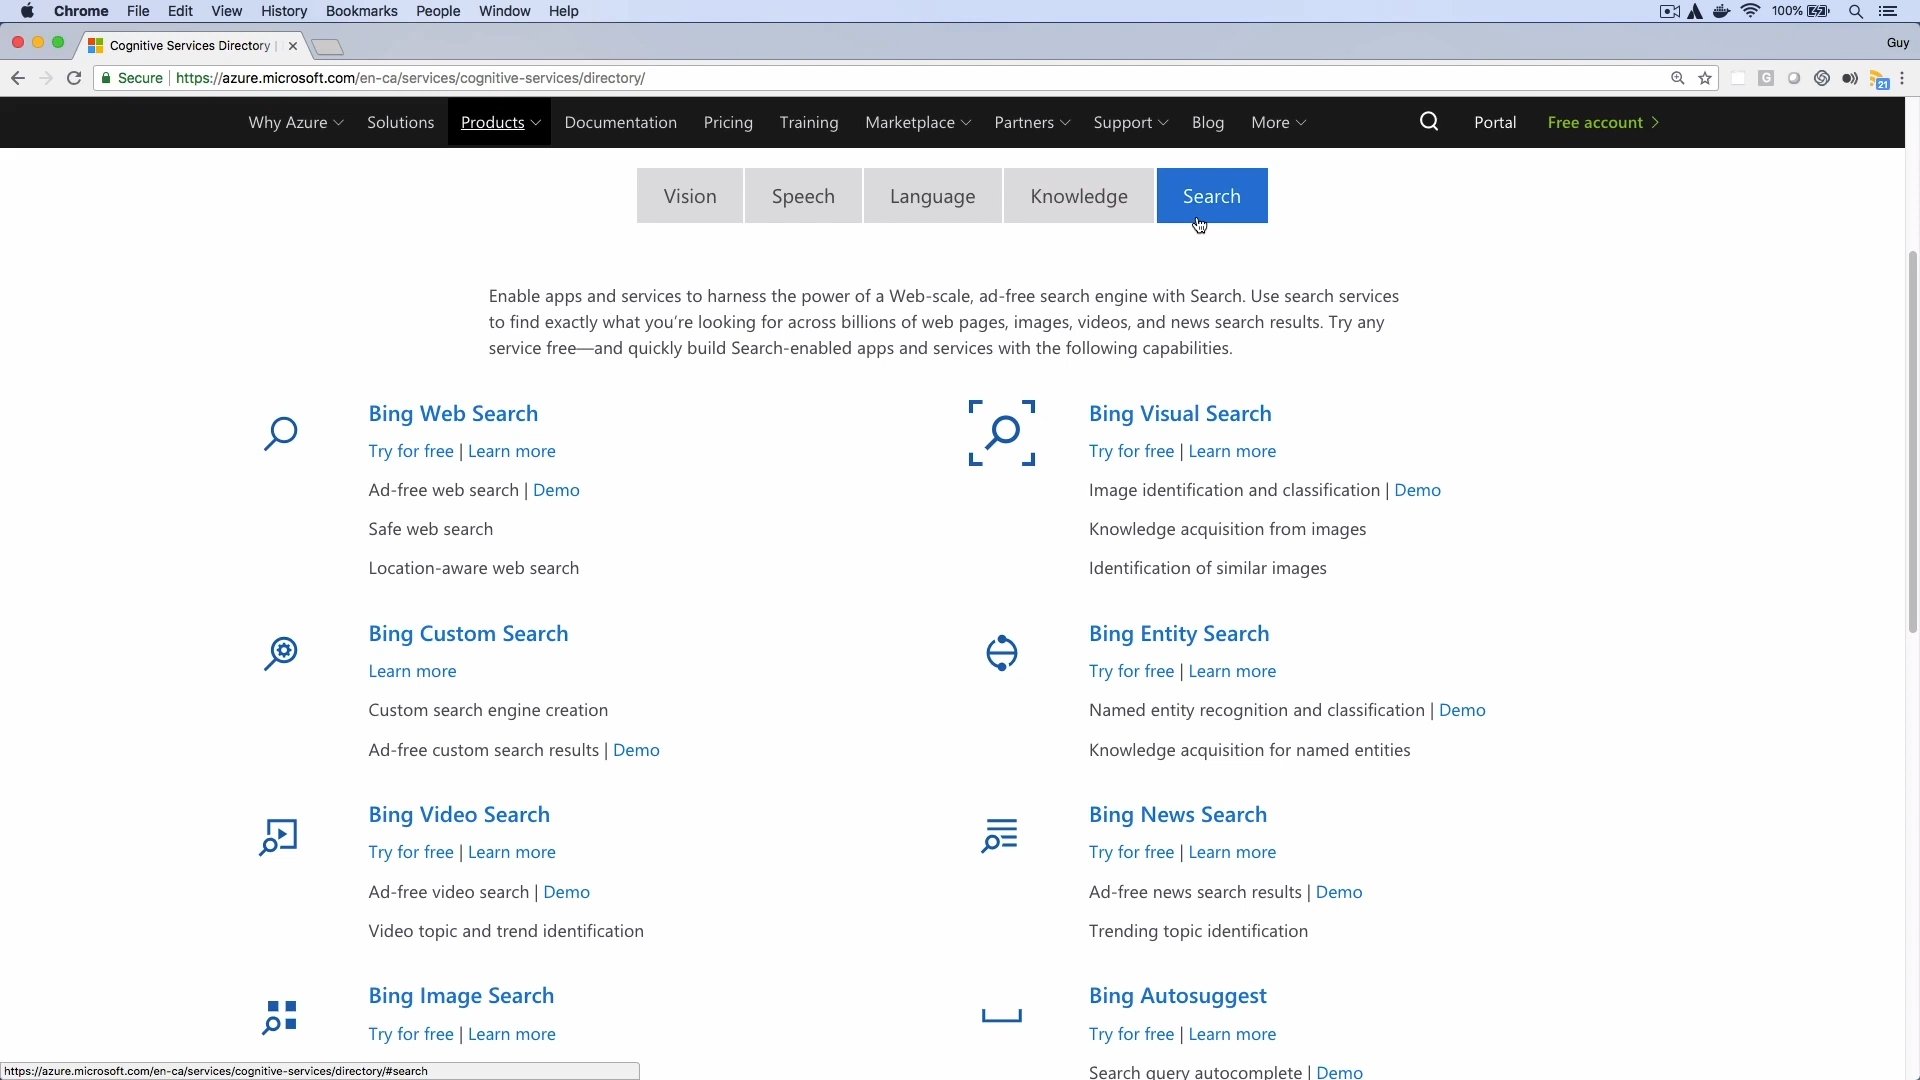 Chrome File Edit View History Bookmarks People Window Help 100%
Cognitive Services Directory | Guy
Secure https://azure.microsoft.com/en-ca/services/cognitive-services/directory/ G 21
Why Azure Solutions Products Documentation Pricing Training Marketplace Partners Support Blog More Portal Free account
Vision Speech Language Knowledge Search
Enable apps and services to harness the power of a Web-scale, ad-free search engine with Search. Use search services
to find exactly what you're looking for across billions of web pages, images, videos, and news search results. Try any
service free—and quickly build Search-enabled apps and services with the following capabilities.
Bing Web Search
Try for free | Learn more
Ad-free web search | Demo
Safe web search
Location-aware web search
Bing Visual Search
Try for free | Learn more
Image identification and classification | Demo
Knowledge acquisition from images
Identification of similar images
Bing Custom Search
Learn more
Custom search engine creation
Ad-free custom search results | Demo
Bing Entity Search
Try for free | Learn more
Named entity recognition and classification | Demo
Knowledge acquisition for named entities
Bing Video Search
Try for free | Learn more
Ad-free video search | Demo
Video topic and trend identification
Bing News Search
Try for free | Learn more
Ad-free news search results | Demo
Trending topic identification
Bing Image Search
Try for free | Learn more
Bing Autosuggest
Try for free | Learn more
Search query autocomplete | Demo
https://azure.microsoft.com/en-ca/services/cognitive-services/directory/#search